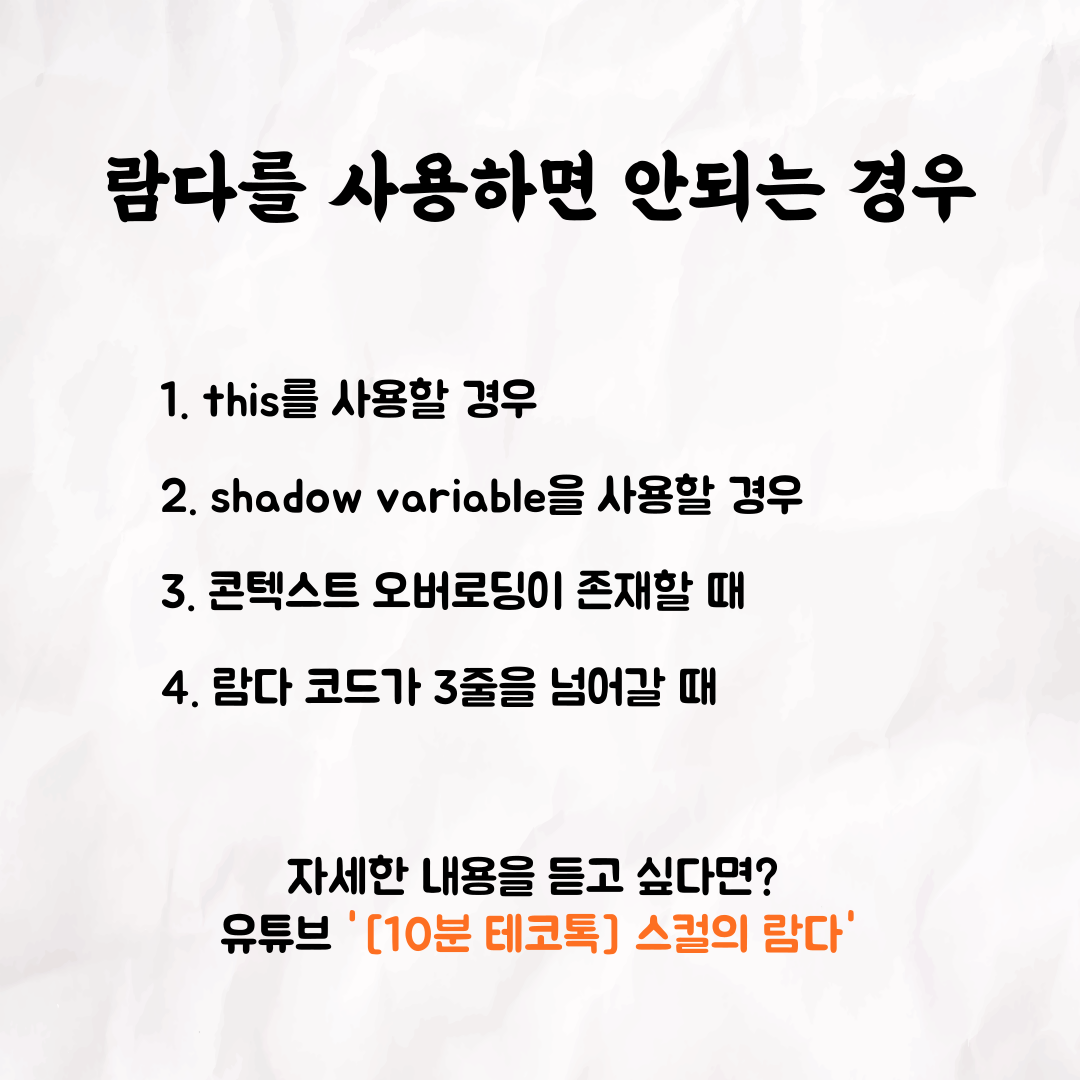 람다를 사용하면 안되는 경우
1. this를 사용할 경우
2. shadow variable을 사용할 경우
3. 콘텍스트 오버로딩이 존재할 때
4. 람다 코드가 3줄을 넘어갈 때
자세한 내용을 듣고 싶다면?
유튜브 '[10분 테코톡] 스컬의 람다'